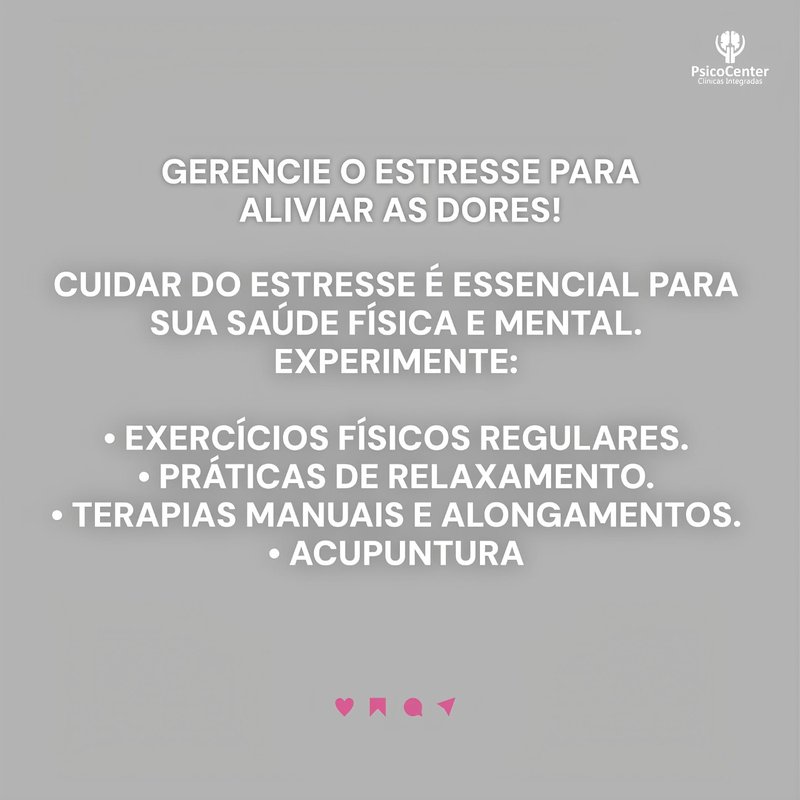 PsicoCenter
Clínicas Integradas
GERENCIE O ESTRESSE PARA
ALIVIAR AS DORES!
CUIDAR DO ESTRESSE É ESSENCIAL PARA
SUA SAÚDE FÍSICA E MENTAL.
EXPERIMENTE:
• EXERCÍCIOS FÍSICOS REGULARES.
• PRÁTICAS DE RELAXAMENTO.
• TERAPIAS MANUAIS E ALONGAMENTOS.
• ACUPUNTURA